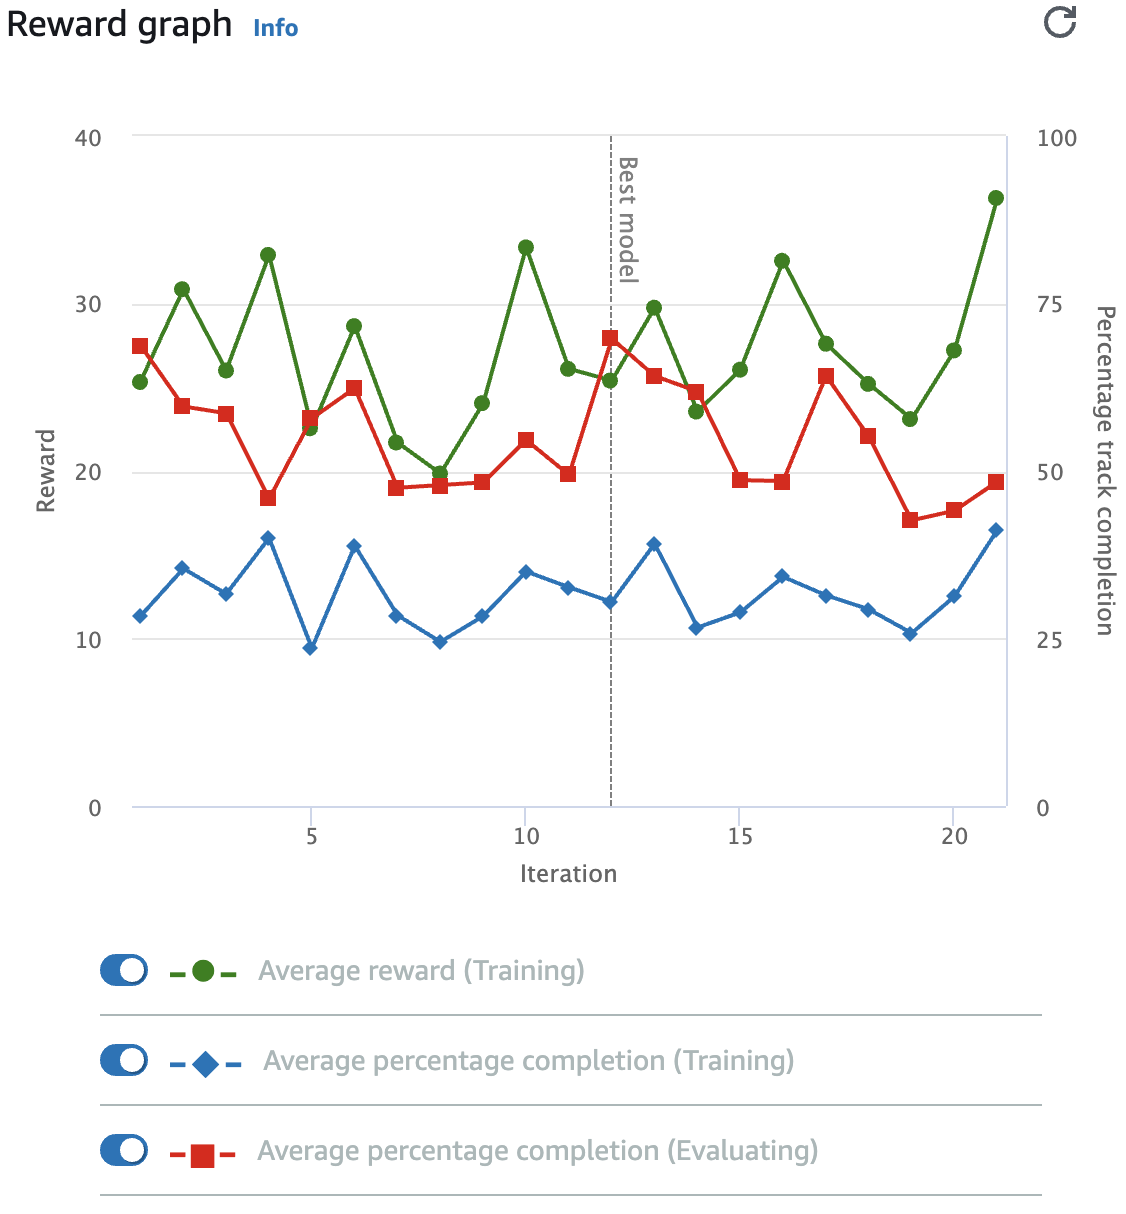 Reward graph Info
40 100
Best model
30 75
20 50
10 25
0 0
Reward
Percentage track completion
5 10 15 20
Iteration
Average reward (Training)
Average percentage completion (Training)
Average percentage completion (Evaluating)